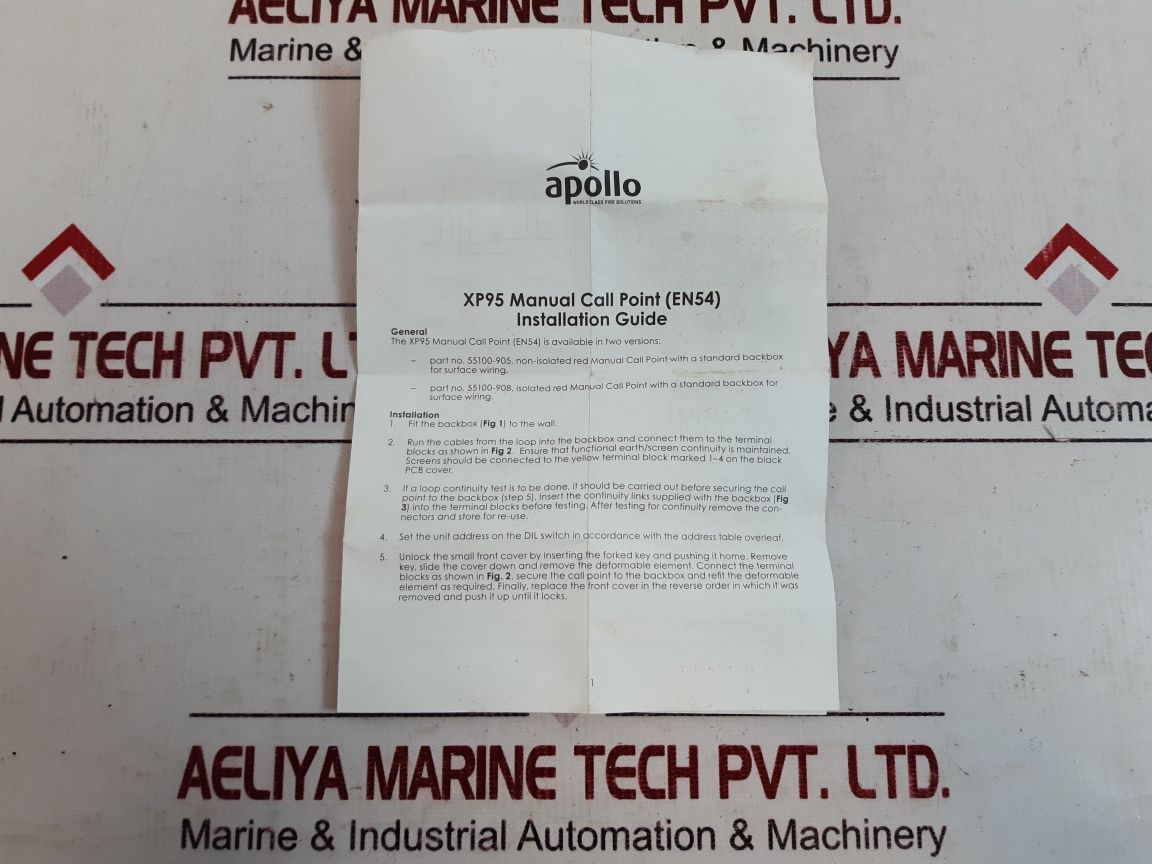 AELIYA MARINE TECH PVT. LTD.
Marine & & Machinery
apollo
WORLD CLASS FIRE SOLUTIONS
XP95 Manual Call Point (EN54)
Installation Guide
General
The XP95 Manual Call Point (EN54) is available in two versions:
– part no. 55100-905, non-isolated red Manual Call Point with a standard backbox
for surface wiring.
– part no. 55100-908, isolated red Manual Call Point with a standard backbox for
surface wiring.
Installation
1. Fit the backbox (Fig 1) to the wall.
2. Run the cables from the loop into the backbox and connect them to the terminal
blocks as shown in Fig 2. Ensure that functional earth/screen continuity is maintained.
Screens should be connected to the yellow terminal block marked 1–4 on the black
PCB cover.
3. If a loop continuity test is to be done, it should be carried out before securing the call
point to the backbox (step 5). Insert the continuity links supplied with the backbox (Fig
3) into the terminal blocks before testing. After testing for continuity remove the con-
nectors and store for re-use.
4. Set the unit address on the DIL switch in accordance with the address table overleaf.
5. Unlock the small front cover by inserting the forked key and pushing it home. Remove
key, slide the cover down and remove the deformable element. Connect the terminal
blocks as shown in Fig. 2, secure the call point to the backbox and refit the deformable
element as required. Finally, replace the front cover in the reverse order in which it was
removed and push it up until it locks.
1
NE TECH PVT. L
l Automation & Machin
YA MARINE TEC
e & Industrial Automa
AELIYA MARINE TECH PVT. LTD.
Marine & Industrial Automation & Machinery